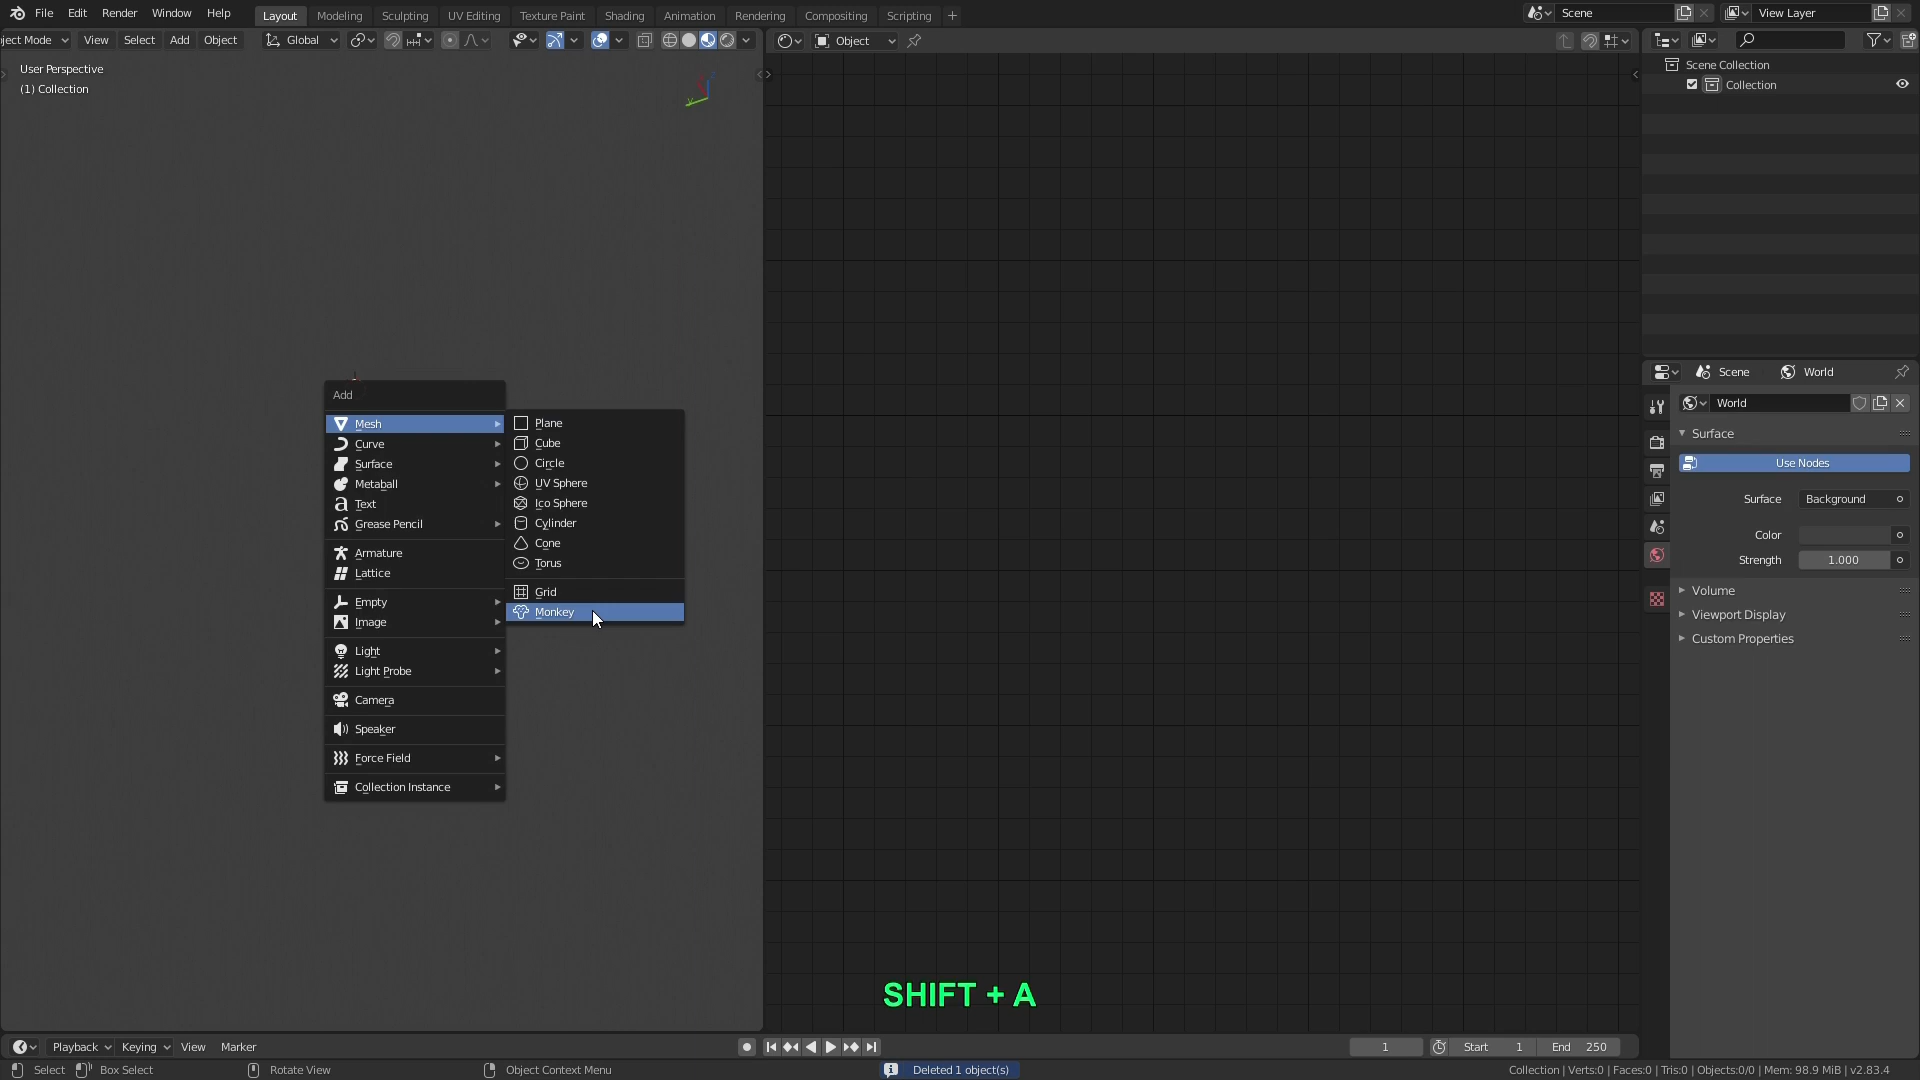 File Edit Render Window Help Layout Modeling Sculpting UV Editing Texture Paint Shading Animation Rendering Compositing Scripting + Scene View Layer
ject Mode View Select Add Object Global Object
User Perspective
(1) Collection
Scene Collection
Collection
Add
Mesh
Curve
Surface
Metaball
Text
Grease Pencil
Armature
Lattice
Empty
Image
Light
Light Probe
Camera
Speaker
Force Field
Collection Instance
Plane
Cube
Circle
UV Sphere
Ico Sphere
Cylinder
Cone
Torus
Grid
Monkey
Scene World
World
Surface
Use Nodes
Surface Background
Color
Strength 1.000
Volume
Viewport Display
Custom Properties
SHIFT + A
Playback Keying View Marker 1 Start 1 End 250
Select Box Select Rotate View Object Context Menu Deleted 1 object(s) Collection | Verts:0 | Faces:0 | Tris:0 | Objects:0/0 | Mem: 98.9 MiB | v2.83.4